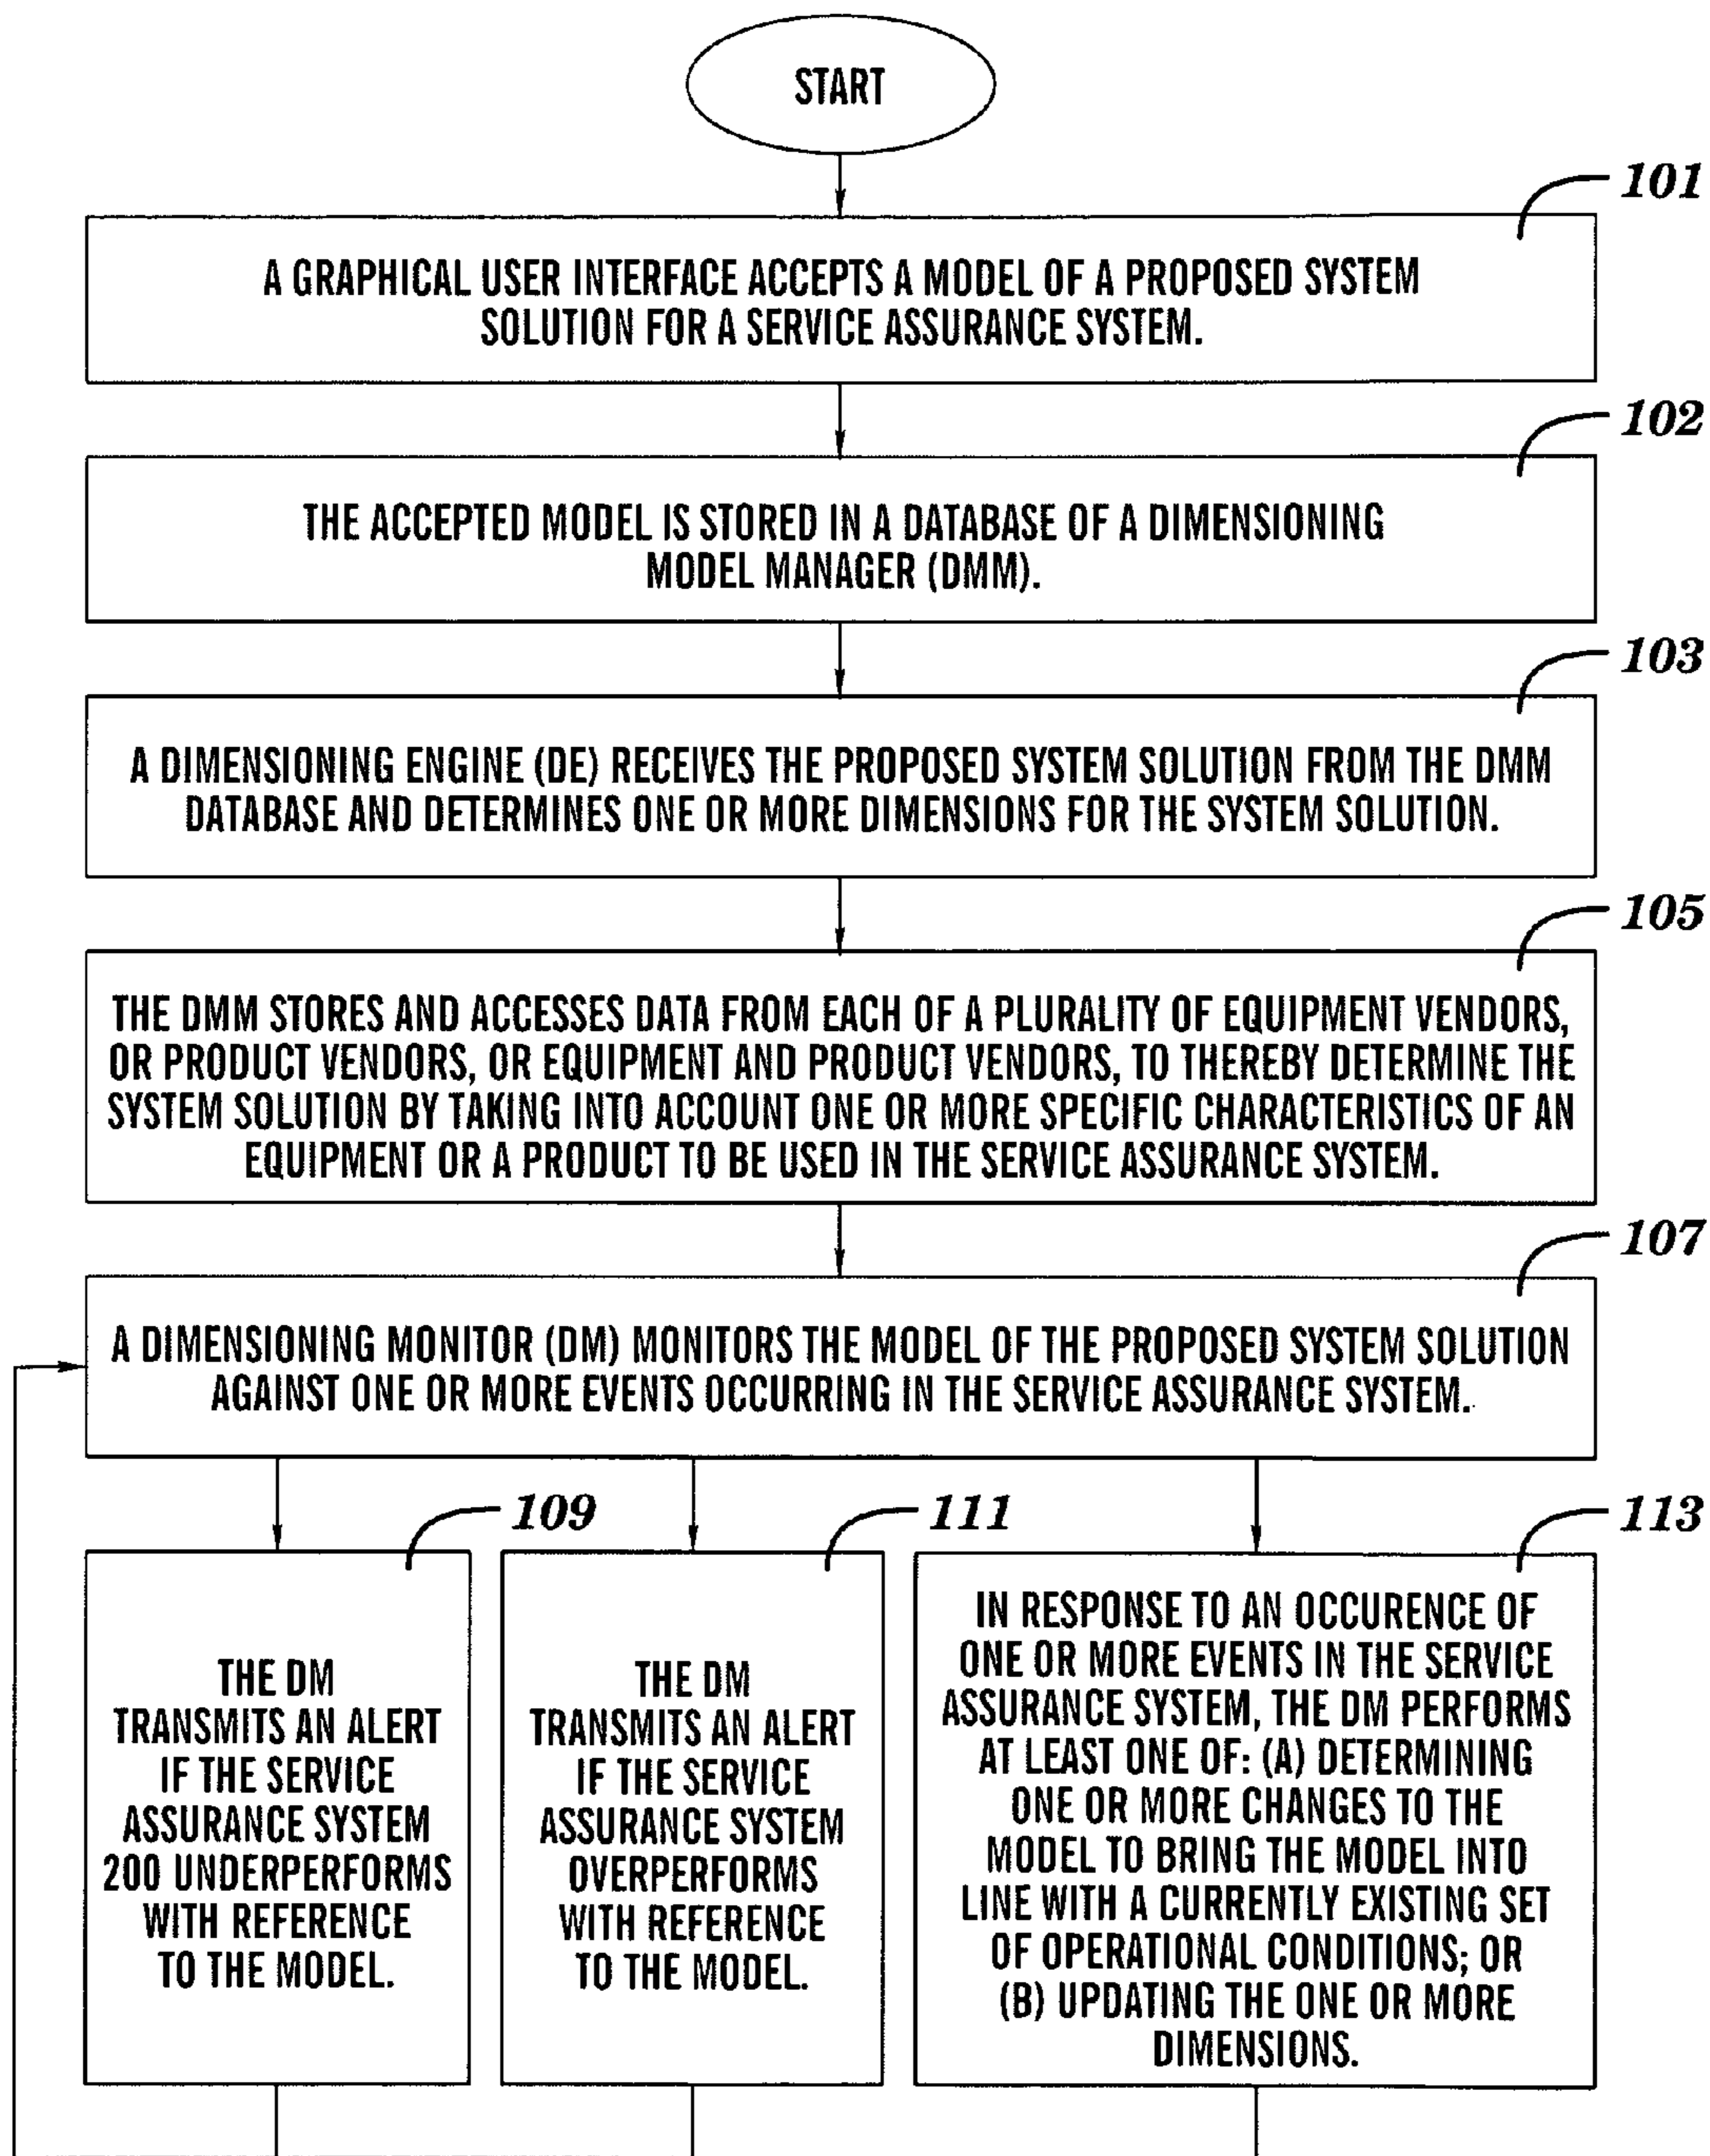 START
101
A GRAPHICAL USER INTERFACE ACCEPTS A MODEL OF A PROPOSED SYSTEM
SOLUTION FOR A SERVICE ASSURANCE SYSTEM.
102
THE ACCEPTED MODEL IS STORED IN A DATABASE OF A DIMENSIONING
MODEL MANAGER (DMM).
103
A DIMENSIONING ENGINE (DE) RECEIVES THE PROPOSED SYSTEM SOLUTION FROM THE DMM
DATABASE AND DETERMINES ONE OR MORE DIMENSIONS FOR THE SYSTEM SOLUTION.
105
THE DMM STORES AND ACCESSES DATA FROM EACH OF A PLURALITY OF EQUIPMENT VENDORS,
OR PRODUCT VENDORS, OR EQUIPMENT AND PRODUCT VENDORS, TO THEREBY DETERMINE THE
SYSTEM SOLUTION BY TAKING INTO ACCOUNT ONE OR MORE SPECIFIC CHARACTERISTICS OF AN
EQUIPMENT OR A PRODUCT TO BE USED IN THE SERVICE ASSURANCE SYSTEM.
107
A DIMENSIONING MONITOR (DM) MONITORS THE MODEL OF THE PROPOSED SYSTEM SOLUTION
AGAINST ONE OR MORE EVENTS OCCURRING IN THE SERVICE ASSURANCE SYSTEM.
109
THE DM
TRANSMITS AN ALERT
IF THE SERVICE
ASSURANCE SYSTEM
200 UNDERPERFORMS
WITH REFERENCE
TO THE MODEL.
111
THE DM
TRANSMITS AN ALERT
IF THE SERVICE
ASSURANCE SYSTEM
OVERPERFORMS
WITH REFERENCE
TO THE MODEL.
113
IN RESPONSE TO AN OCCURENCE OF
ONE OR MORE EVENTS IN THE SERVICE
ASSURANCE SYSTEM, THE DM PERFORMS
AT LEAST ONE OF: (A) DETERMINING
ONE OR MORE CHANGES TO THE
MODEL TO BRING THE MODEL INTO
LINE WITH A CURRENTLY EXISTING SET
OF OPERATIONAL CONDITIONS; OR
(B) UPDATING THE ONE OR MORE
DIMENSIONS.